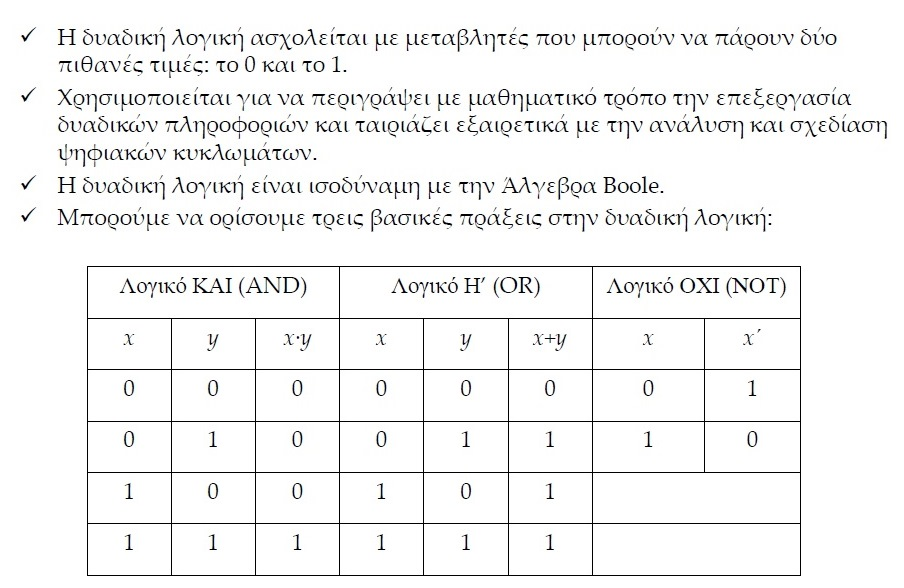 ✓ Η δυαδική λογική ασχολείται με μεταβλητές που μπορούν να πάρουν δύο
πιθανές τιμές: το 0 και το 1.
✓ Χρησιμοποιείται για να περιγράψει με μαθηματικό τρόπο την επεξεργασία
δυαδικών πληροφοριών και ταιριάζει εξαιρετικά με την ανάλυση και σχεδίαση
ψηφιακών κυκλωμάτων.
✓ Η δυαδική λογική είναι ισοδύναμη με την Άλγεβρα Boole.
✓ Μπορούμε να ορίσουμε τρεις βασικές πράξεις στην δυαδική λογική:
Λογικό ΚΑΙ (AND) Λογικό Η′ (OR) Λογικό ΟΧΙ (NOT)
x y x·y x y x+y x x′
0 0 0 0 0 0 0 1
0 1 0 0 1 1 1 0
1 0 0 1 0 1
1 1 1 1 1 1